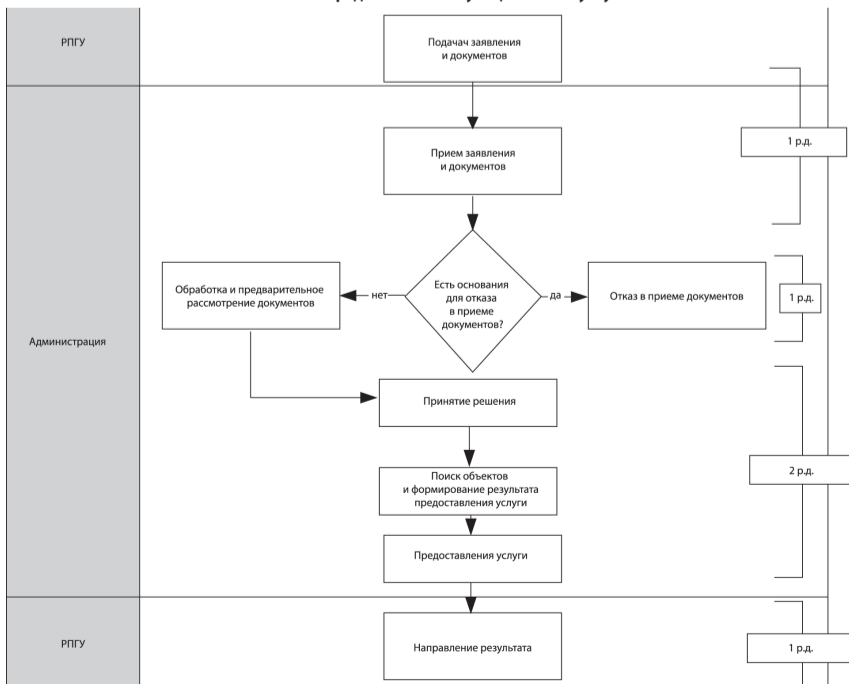 РПГУ
Подачач заявления
и документов
1 р.д.
Прием заявления
и документов
Администрация
Обработка и предварительное
рассмотрение документов
нет
Есть основания
для отказа
в приеме
документов?
да
Отказ в приеме документов
1 р.д.
Принятие решения
2 р.д.
Поиск объектов
и формирование результата
предоставления услуги
Предоставления услуги
РПГУ
Направление результата
1 р.д.